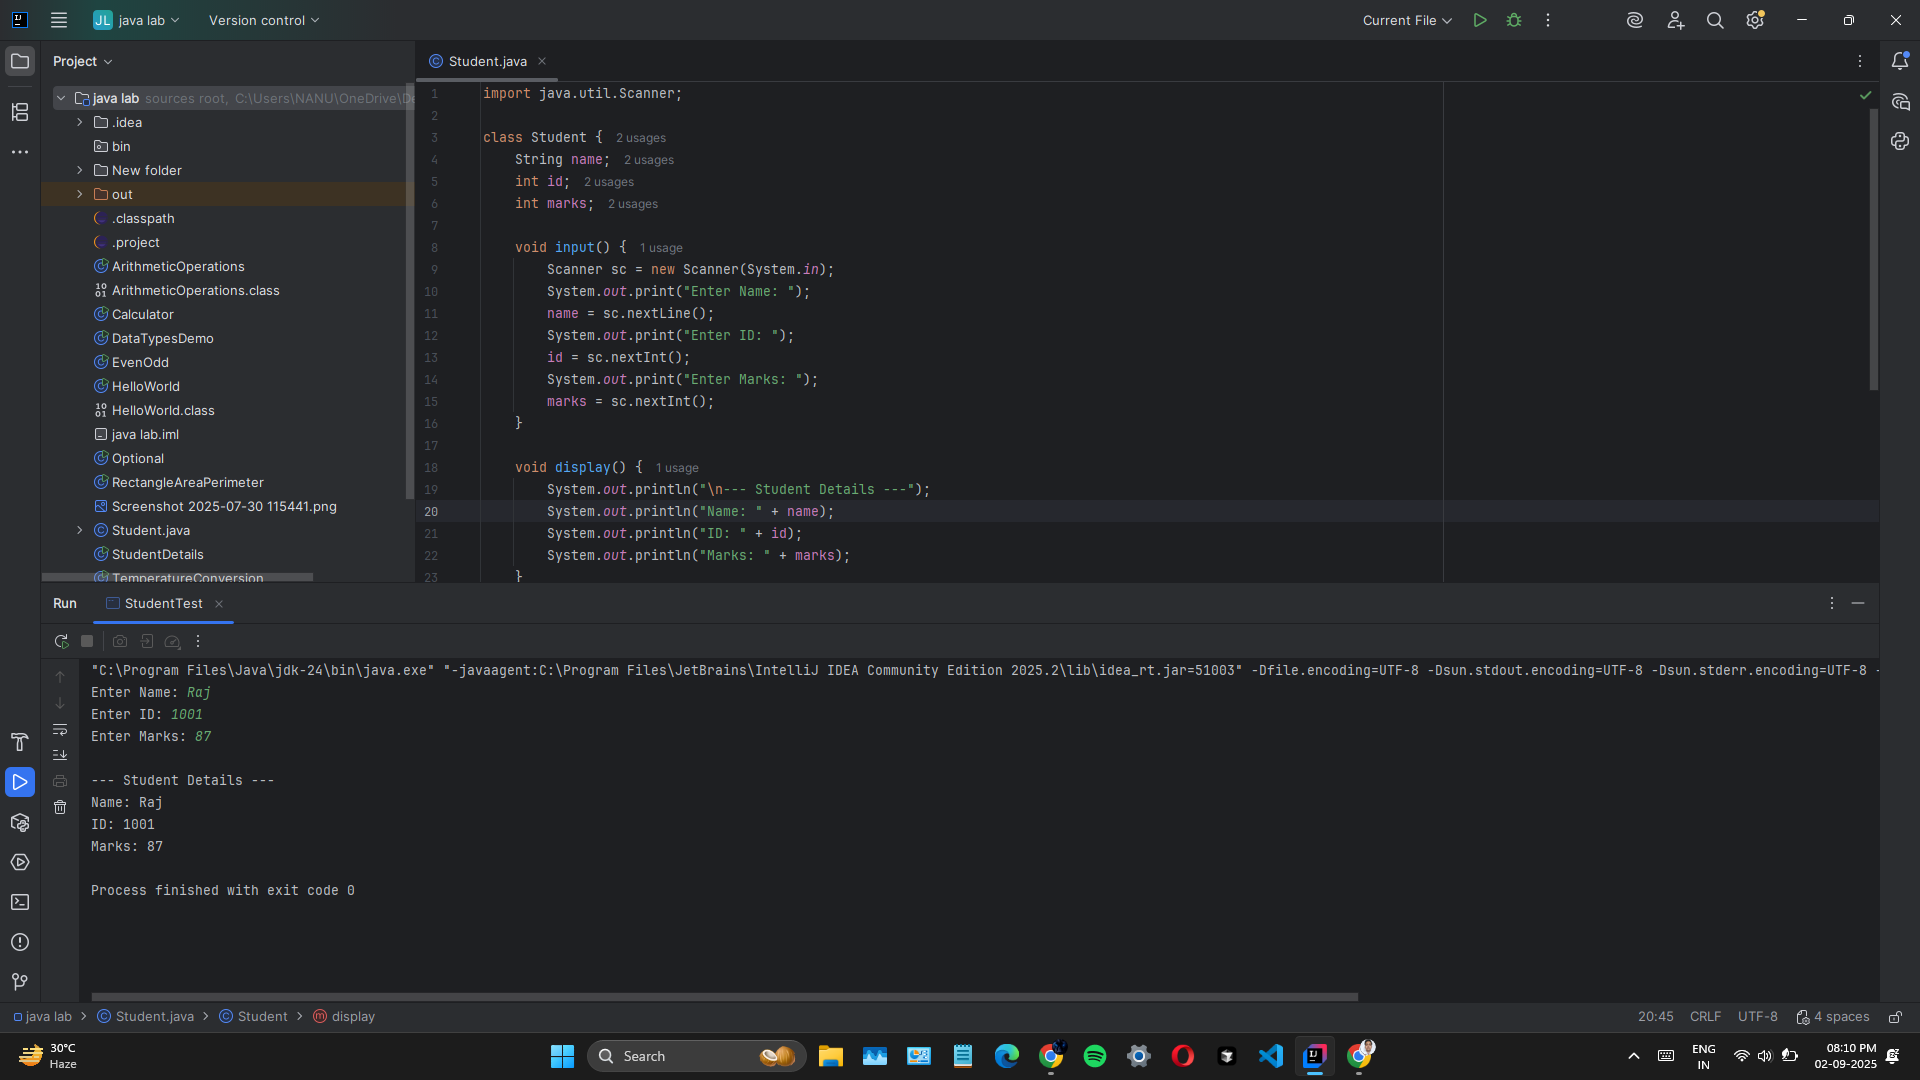 JL java lab Version control Current File
Project
java lab sources root, C:\Users\NANU\OneDrive\De
.idea
bin
New folder
out
.classpath
.project
ArithmeticOperations
ArithmeticOperations.class
Calculator
DataTypesDemo
EvenOdd
HelloWorld
HelloWorld.class
java lab.iml
Optional
RectangleAreaPerimeter
Screenshot 2025-07-30 115441.png
Student.java
StudentDetails
TemperatureConversion
Student.java
1 import java.util.Scanner;
2
3 class Student { 2 usages
4 String name; 2 usages
5 int id; 2 usages
6 int marks; 2 usages
7
8 void input() { 1 usage
9 Scanner sc = new Scanner(System.in);
10 System.out.print("Enter Name: ");
11 name = sc.nextLine();
12 System.out.print("Enter ID: ");
13 id = sc.nextInt();
14 System.out.print("Enter Marks: ");
15 marks = sc.nextInt();
16 }
17
18 void display() { 1 usage
19 System.out.println("\n--- Student Details ---");
20 System.out.println("Name: " + name);
21 System.out.println("ID: " + id);
22 System.out.println("Marks: " + marks);
23 }
Run StudentTest
"C:\Program Files\Java\jdk-24\bin\java.exe" "-javaagent:C:\Program Files\JetBrains\IntelliJ IDEA Community Edition 2025.2\lib\idea_rt.jar=51003" -Dfile.encoding=UTF-8 -Dsun.stdout.encoding=UTF-8 -Dsun.stderr.encoding=UTF-8 -
Enter Name: Raj
Enter ID: 1001
Enter Marks: 87
--- Student Details ---
Name: Raj
ID: 1001
Marks: 87
Process finished with exit code 0
java lab > Student.java > Student > display 20:45 CRLF UTF-8 4 spaces
30°C
Haze
Search
ENG
IN
08:10 PM
02-09-2025